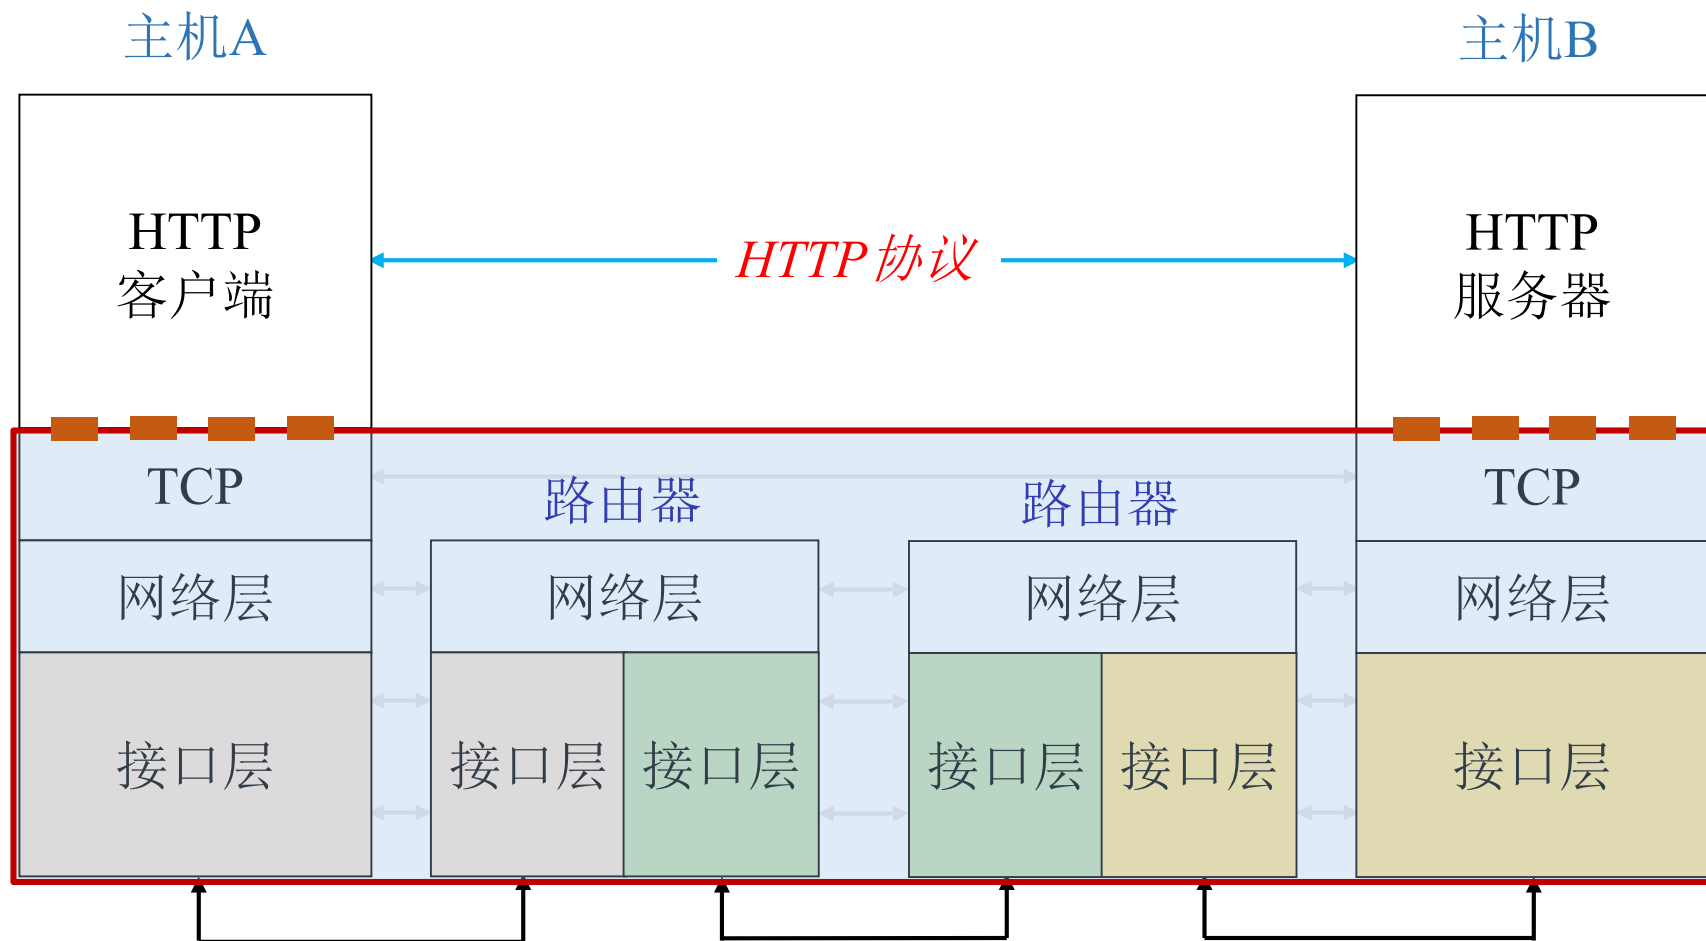 主机A
主机B
HTTP
客户端
HTTP协议
HTTP
服务器
TCP
路由器
路由器
TCP
网络层
网络层
网络层
网络层
接口层
接口层
接口层
接口层
接口层
接口层